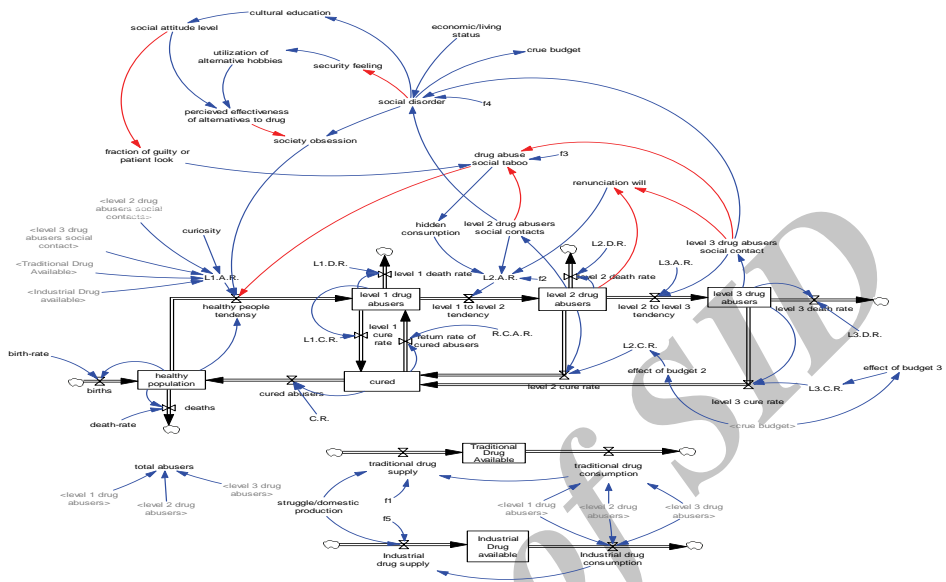 cultural education
social attitude level
economic/living
status
utilization of
alternative hobbies
crue budget
security feeling
social disorder
f4
percieved effectiveness
of alternatives to drug
society obsession
fraction of guilty or
patient look
drug abuse
social taboo
f3
renunciation will
<level 2 drug
abusers social
contacts>
<level 3 drug
abusers social
contact>
curiosity
hidden
consumption
level 2 drug abusers
social contacts
level 3 drug abusers
social contact
<Traditional Drug
Available>
<Industrial Drug
available>
L1.A.R.
L1.D.R.
level 1 death rate
L2.A.R.
f2
L2.D.R.
level 2 death rate
L3.A.R.
healthy people
tendensy
level 1 drug
abusers
level 1 to level 2
tendency
level 2 drug
abusers
level 2 to level 3
tendency
level 3 drug
abusers
level 3 death rate
L3.D.R.
L1.C.R.
level 1
cure
rate
return rate of
cured abusers
R.C.A.R.
L2.C.R.
effect of budget 2
effect of budget 3
birth-rate
births
healthy
population
cured abusers
cured
level 2 cure rate
level 3 cure rate
L3.C.R.
C.R.
deaths
death-rate
<crue budget>
total abusers
<level 1 drug
abusers>
<level 2 drug
abusers>
<level 3 drug
abusers>
traditional drug
supply
Traditional
Drug
Available
traditional drug
consumption
struggle/domestic
production
f1
f5
<level 1 drug
abusers>
<level 2 drug
abusers>
<level 3 drug
abusers>
Industrial
drug supply
Industrial
Drug
available
Industrial drug
consumption
of SID